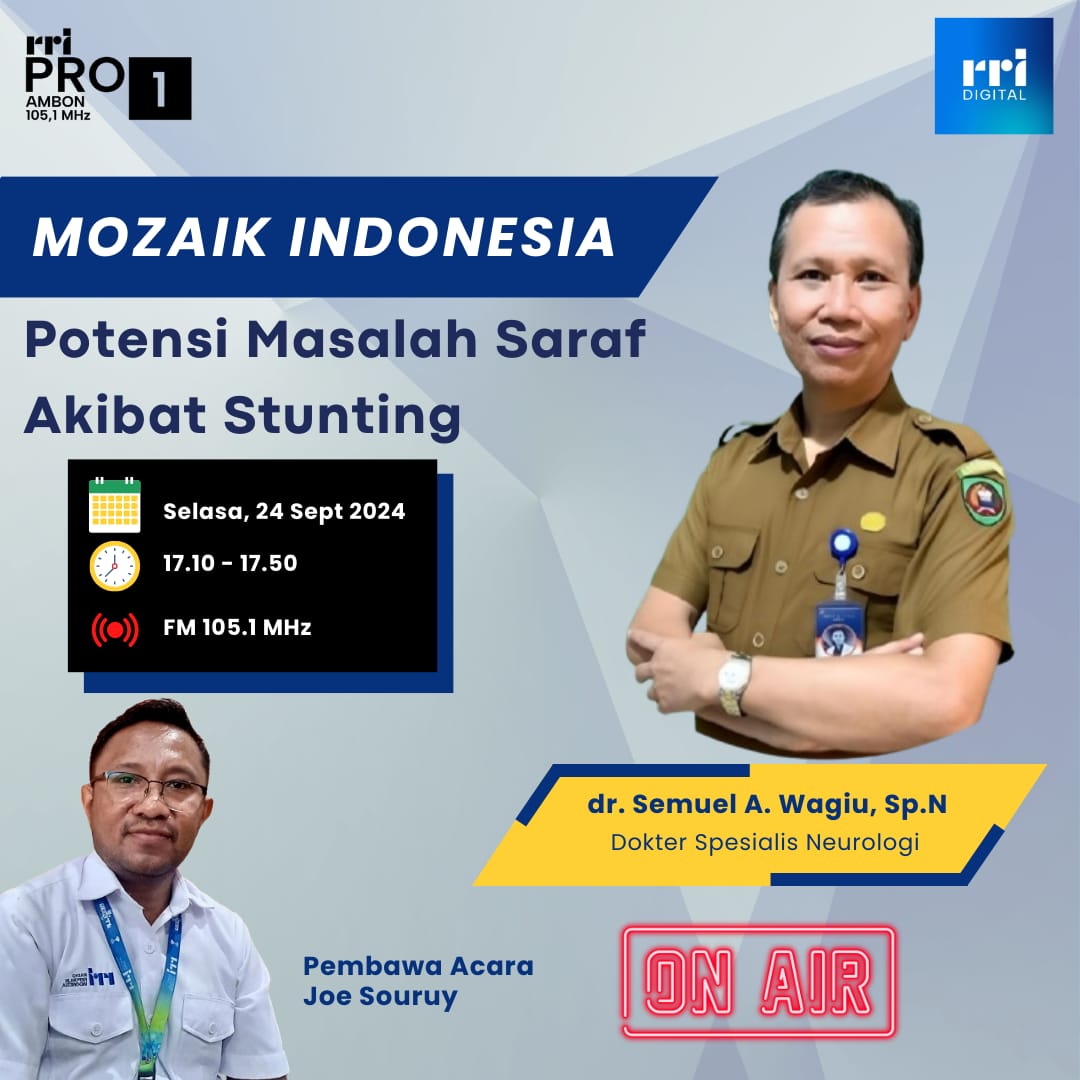 rri
PRO 1
AMBON
105,1 MHz
rri
DIGITAL
MOZAIK INDONESIA
Potensi Masalah Saraf
Akibat Stunting
Selasa, 24 Sept 2024
17.10 - 17.50
FM 105.1 MHz
dr. Semuel A. Wagiu, Sp.N
Dokter Spesialis Neurologi
Pembawa Acara
Joe Souruy
ON AIR
rri